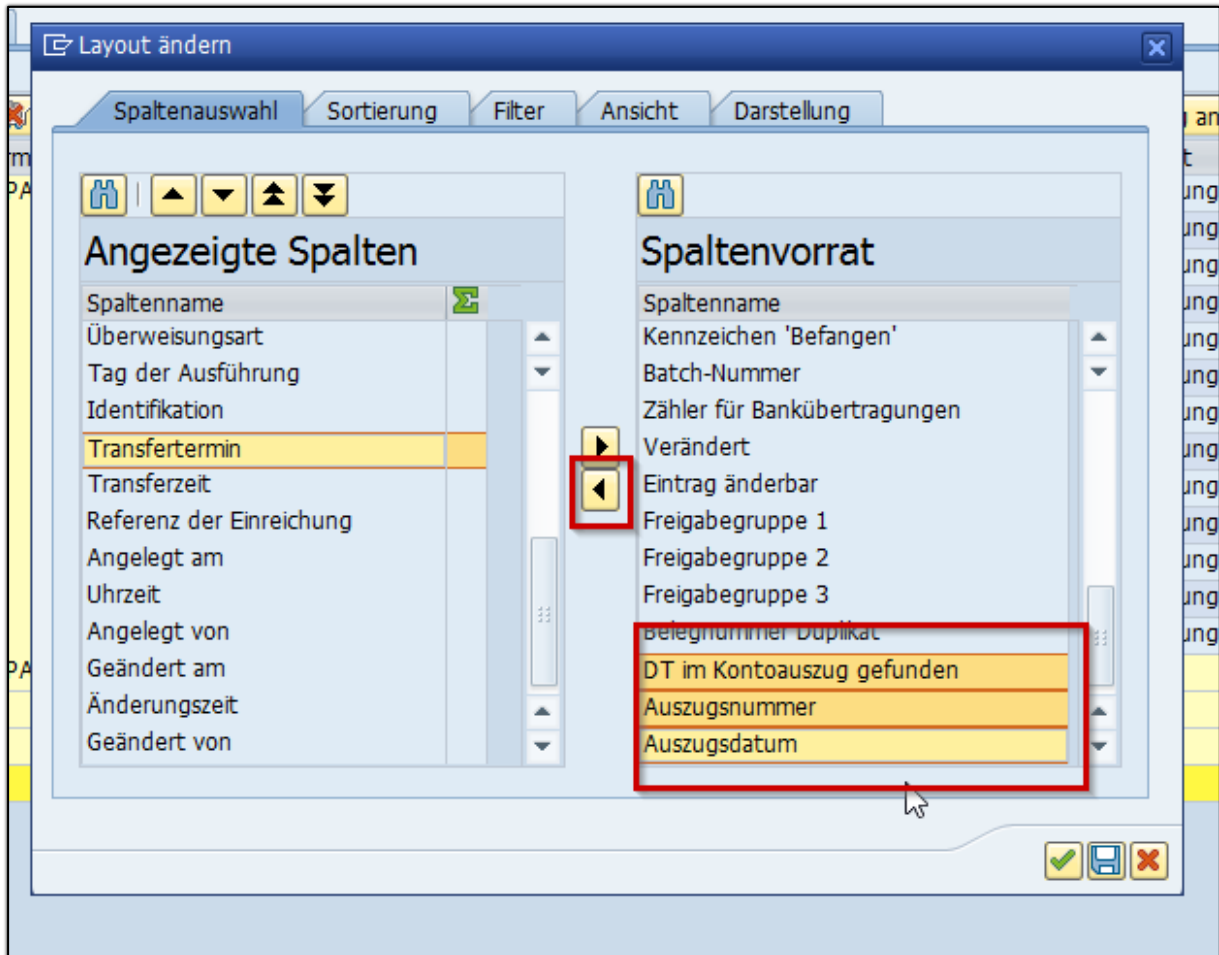 Layout ändern
Spaltenauswahl Sortierung Filter Ansicht Darstellung
Angezeigte Spalten
Spaltenname
Überweisungsart
Tag der Ausführung
Identifikation
Transfertermin
Transferzeit
Referenz der Einreichung
Angelegt am
Uhrzeit
Angelegt von
Geändert am
Änderungszeit
Geändert von
Spaltenvorrat
Spaltenname
Kennzeichen 'Befangen'
Batch-Nummer
Zähler für Bankübertragungen
Verändert
Eintrag änderbar
Freigabegruppe 1
Freigabegruppe 2
Freigabegruppe 3
Belegnummer Duplikat
DT im Kontoauszug gefunden
Auszugsnummer
Auszugsdatum